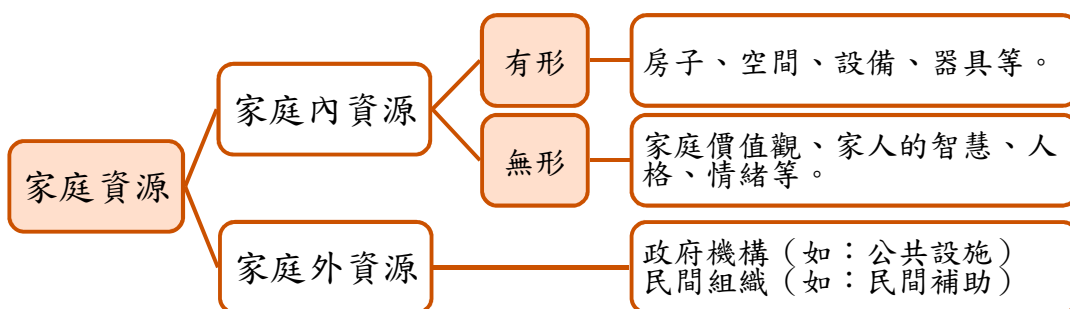 家庭資源
家庭內資源
有形
房子、空間、設備、器具等。
無形
家庭價值觀、家人的智慧、人
格、情緒等。
家庭外資源
政府機構（如：公共設施）
民間組織（如：民間補助）